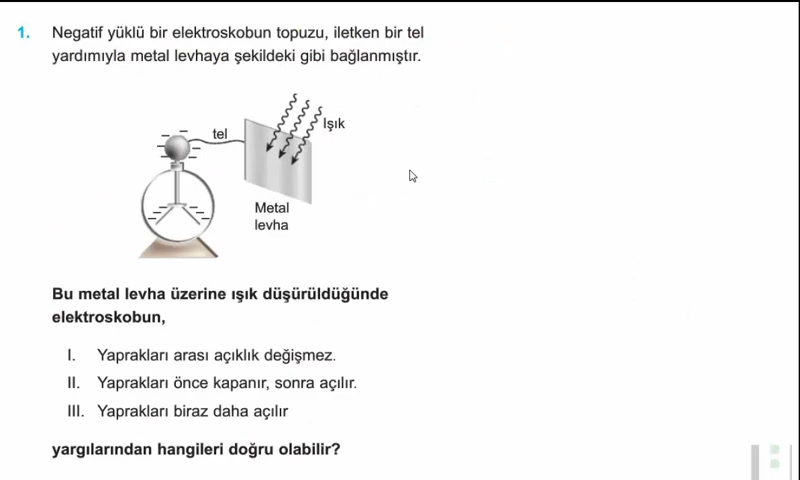 1. Negatif yüklü bir elektroskobun topuzu, iletken bir tel
yardımıyla metal levhaya şekildeki gibi bağlanmıştır.
tel
Işık
Metal
levha
Bu metal levha üzerine ışık düşürüldüğünde
elektroskobun,
I. Yaprakları arası açıklık değişmez.
II. Yaprakları önce kapanır, sonra açılır.
III. Yaprakları biraz daha açılır
yargılarından hangileri doğru olabilir?